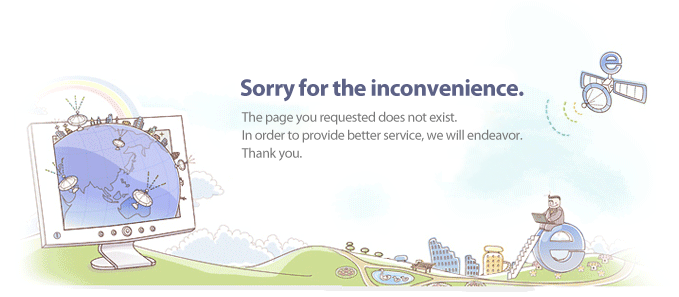 e
Sorry for the inconvenience.
The page you requested does not exist.
In order to provide better service, we will endeavor.
Thank you.
e